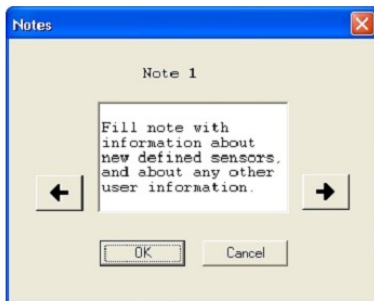 Notes
Note 1
Fill note with
information about
new defined sensors,
and about any other
user information.
OK
Cancel